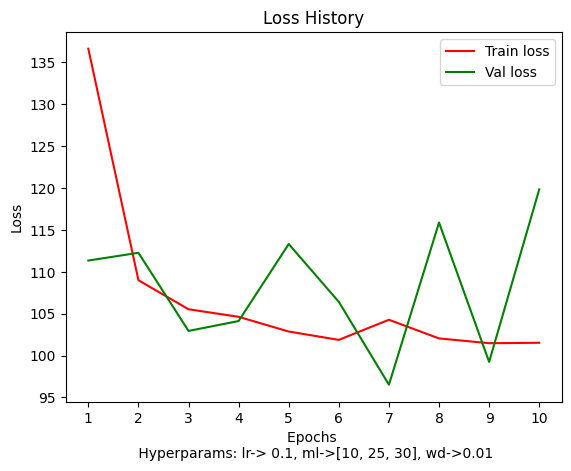 Loss History
Train loss
Val loss
Loss
135
130
125
120
115
110
105
100
95
1 2 3 4 5 6 7 8 9 10
Epochs
Hyperparams: lr-> 0.1, ml->[10, 25, 30], wd->0.01